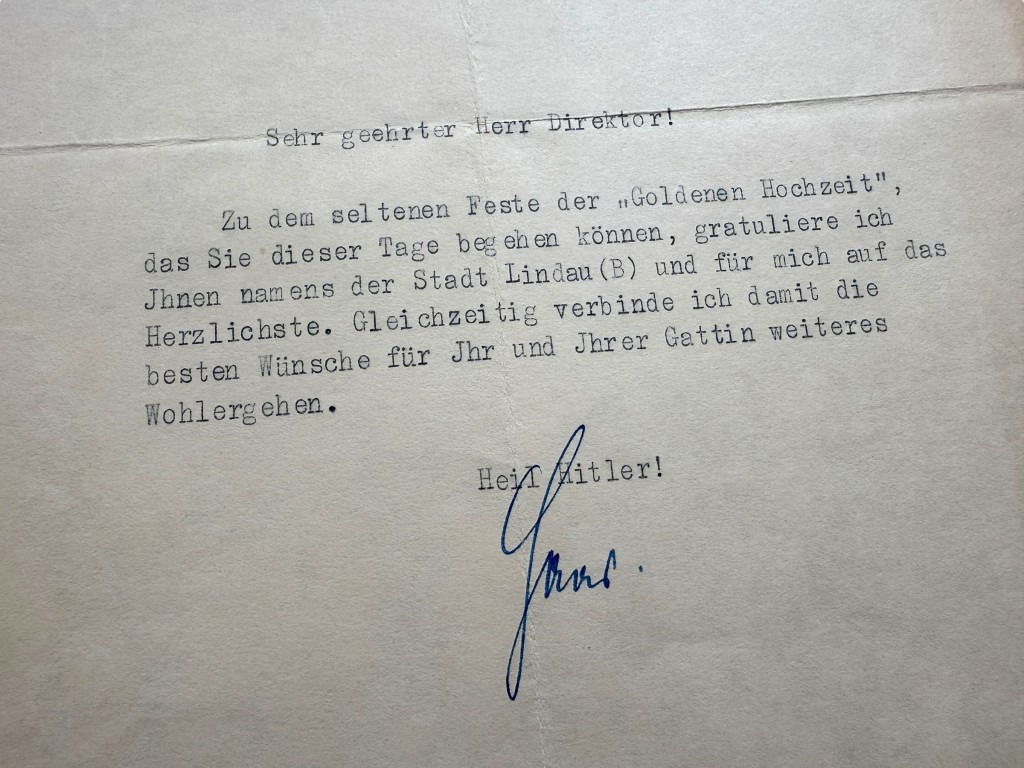 Sehr geehrter Herr Direktor!
Zu dem seltenen Feste der „Goldenen Hochzeit",
das Sie dieser Tage begehen können, gratuliere ich
Jhnen namens der Stadt Lindau(B) und für mich auf das
Herzlichste. Gleichzeitig verbinde ich damit die
besten Wünsche für Jhr und Jhrer Gattin weiteres
Wohlergehen.
Heil Hitler!